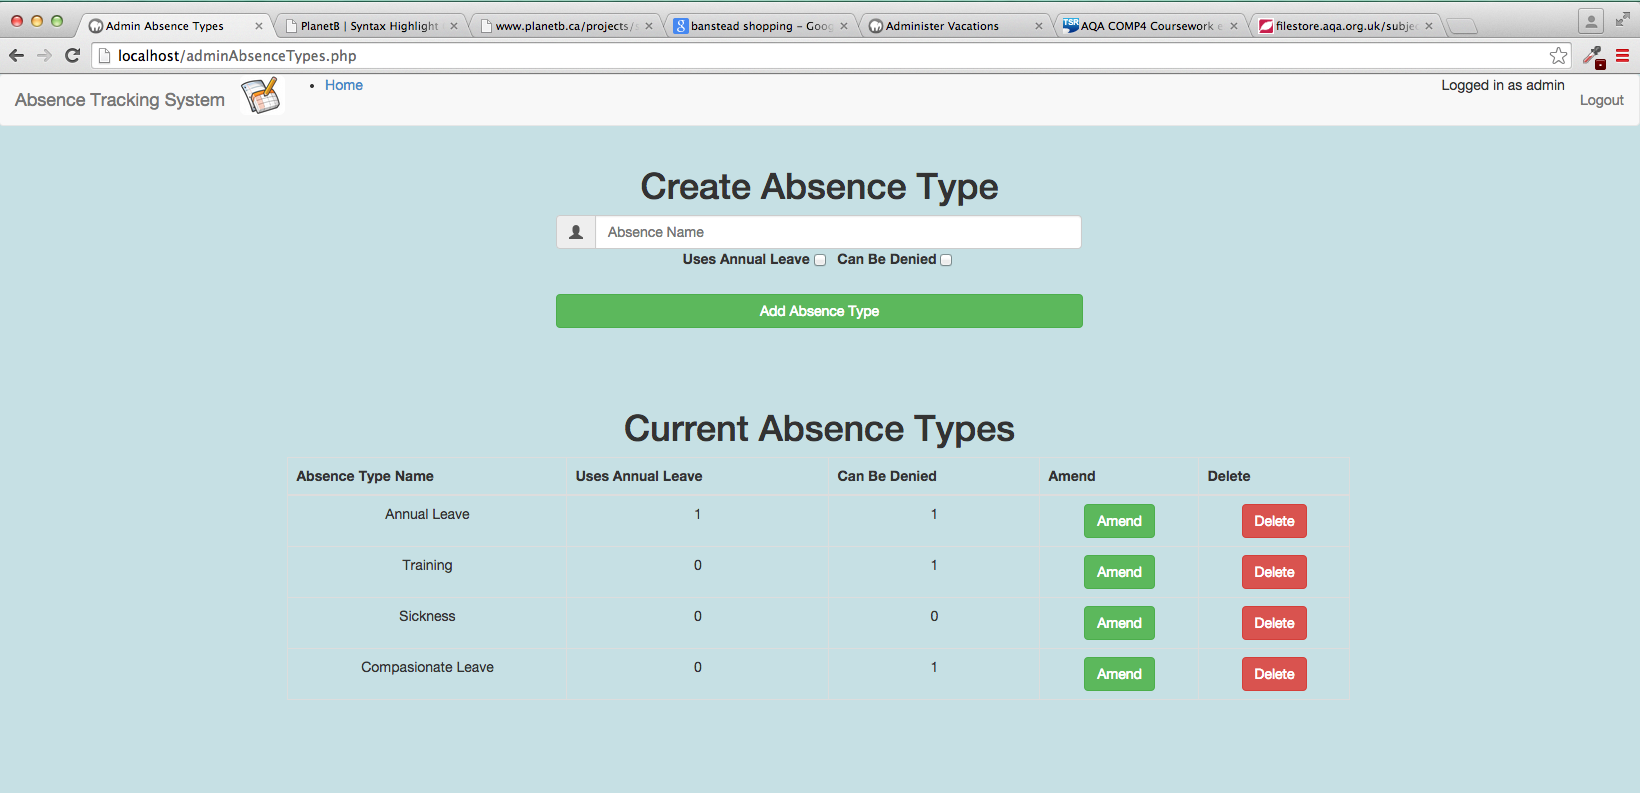 Admin Absence Types PlanetB | Syntax Highlight www.planetb.ca/projects/s banstead shopping – Goog Administer Vacations TSR AQA COMP4 Coursework e filestore.aqa.org.uk/subje
localhost/adminAbsenceTypes.php
Absence Tracking System • Home Logged in as admin Logout
Create Absence Type
Absence Name
Uses Annual Leave Can Be Denied
Add Absence Type
Current Absence Types
Absence Type Name Uses Annual Leave Can Be Denied Amend Delete
Annual Leave 1 1 Amend Delete
Training 0 1 Amend Delete
Sickness 0 0 Amend Delete
Compasionate Leave 0 1 Amend Delete